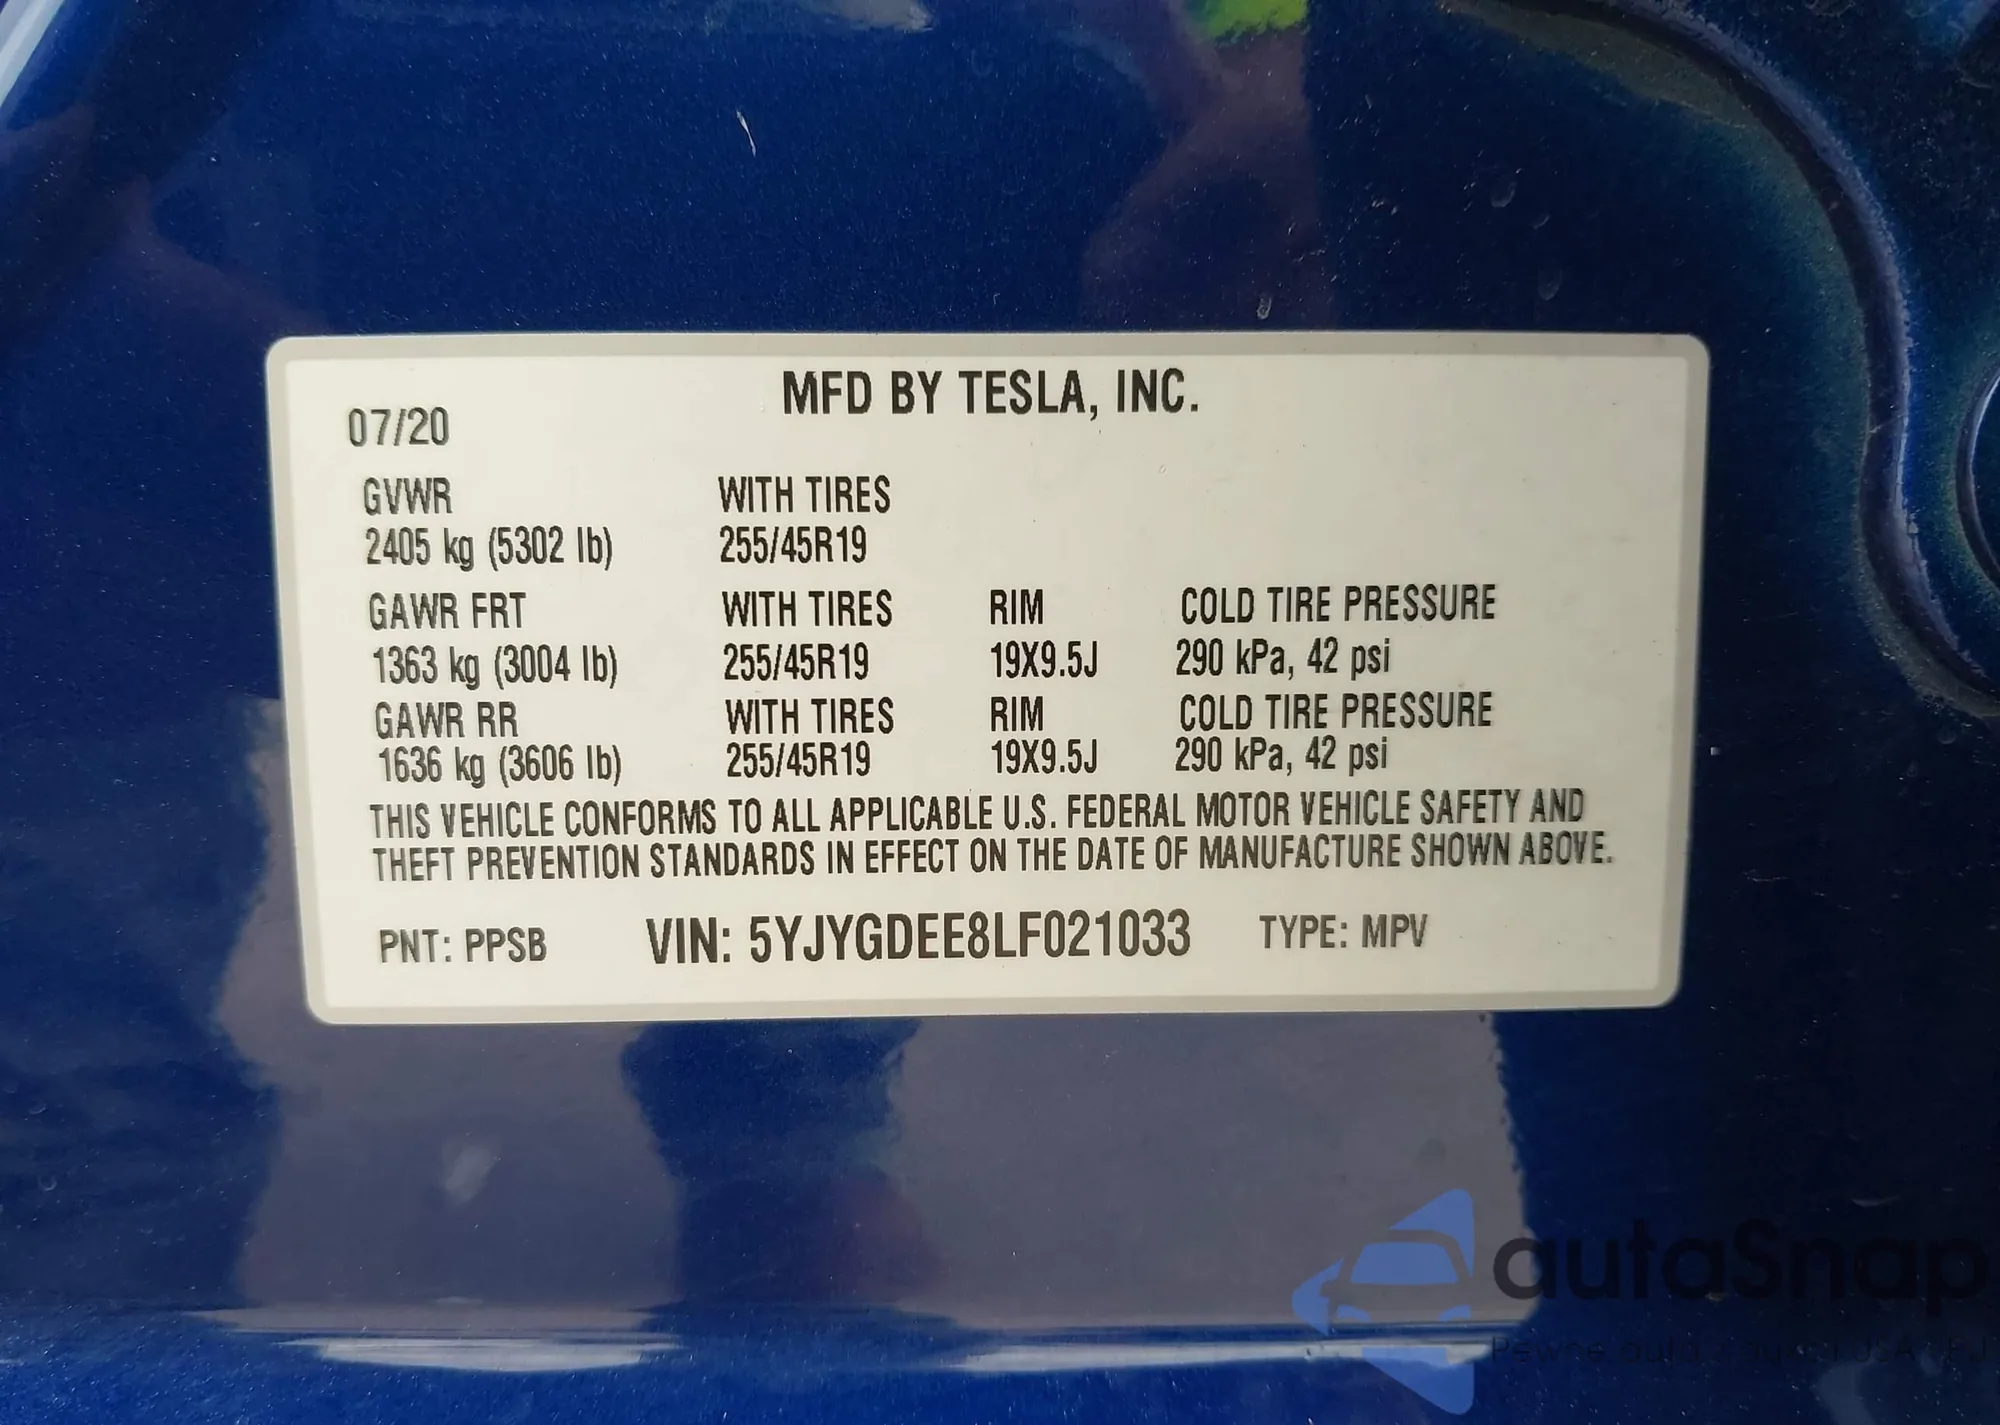 MFD BY TESLA, INC.
07/20
GVWR WITH TIRES
2405 kg (5302 lb) 255/45R19
GAWR FRT WITH TIRES RIM COLD TIRE PRESSURE
1363 kg (3004 lb) 255/45R19 19X9.5J 290 kPa, 42 psi
GAWR RR WITH TIRES RIM COLD TIRE PRESSURE
1636 kg (3606 lb) 255/45R19 19X9.5J 290 kPa, 42 psi
THIS VEHICLE CONFORMS TO ALL APPLICABLE U.S. FEDERAL MOTOR VEHICLE SAFETY AND
THEFT PREVENTION STANDARDS IN EFFECT ON THE DATE OF MANUFACTURE SHOWN ABOVE.
PNT: PPSB VIN: 5YJYGDEE8LF021033 TYPE: MPV
autaSnap
Pewne auta z